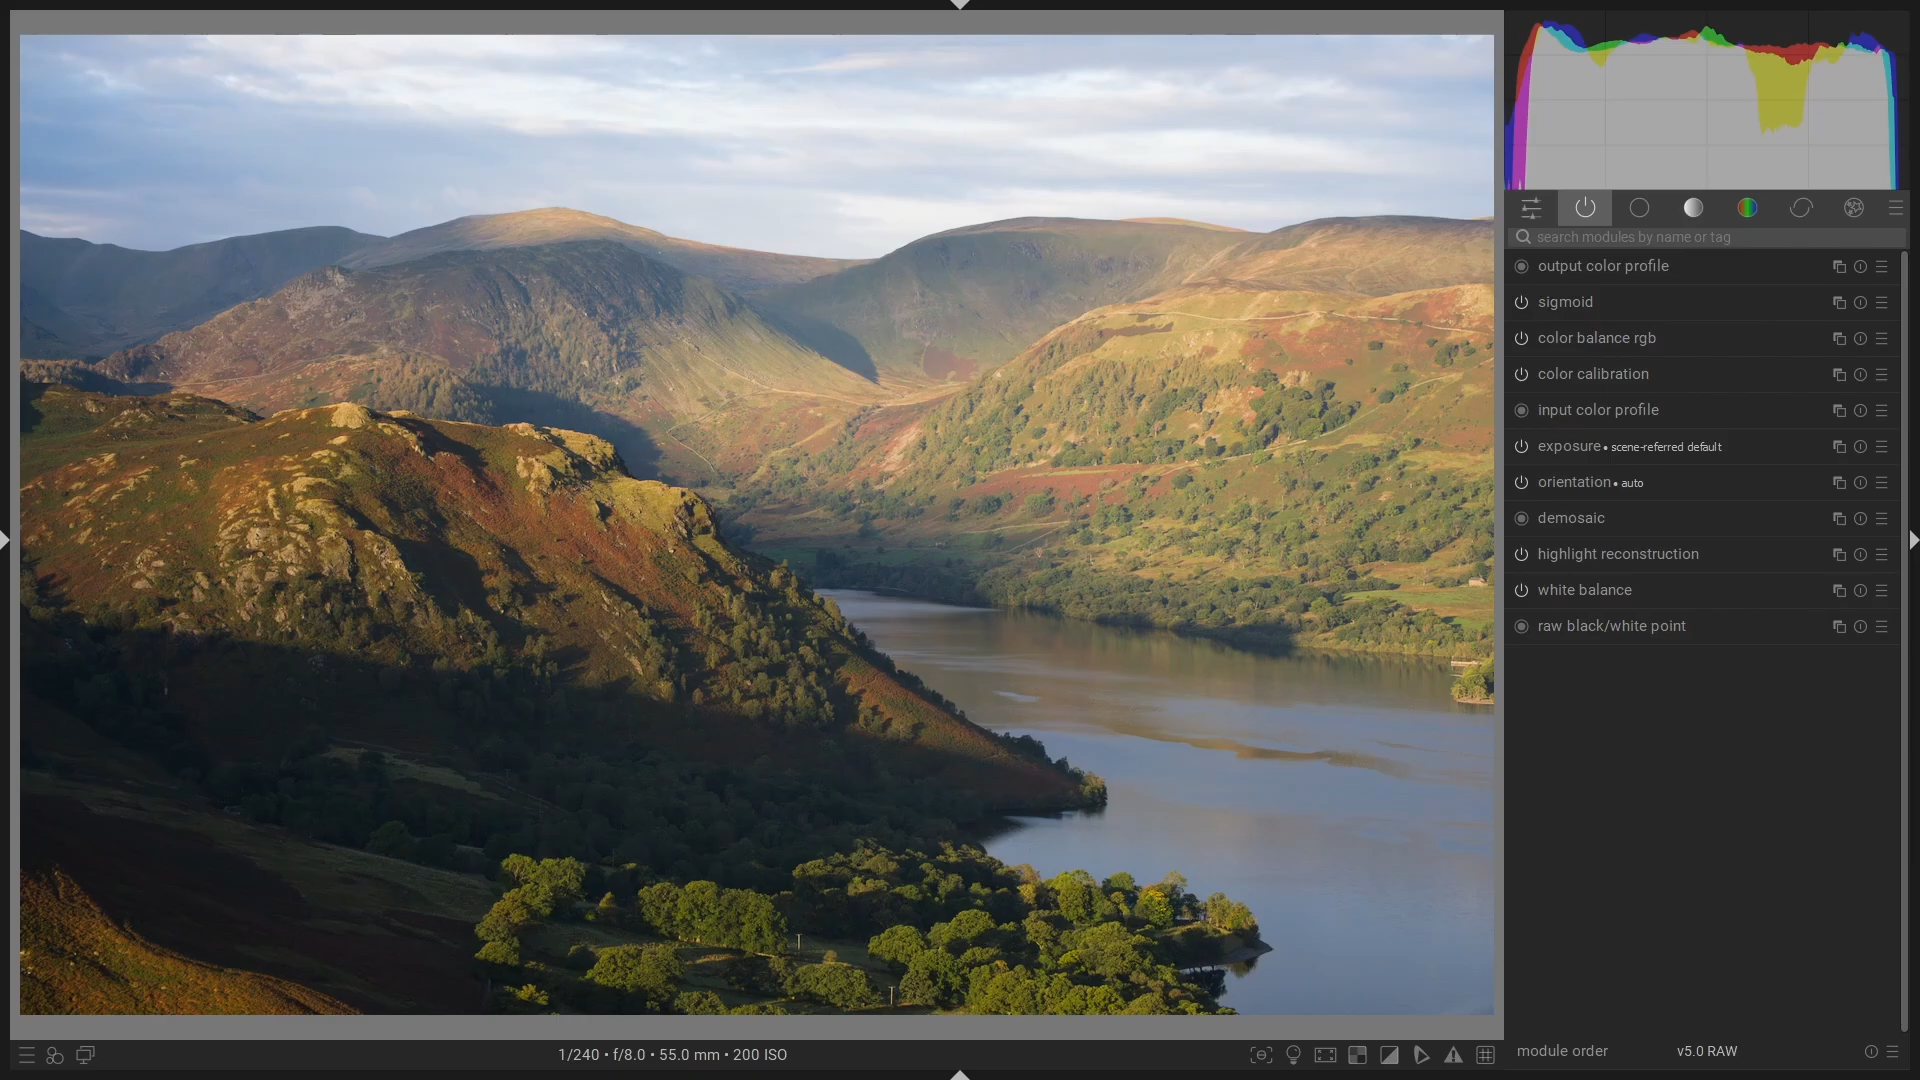 search modules by name or tag
output color profile
sigmoid
color balance rgb
color calibration
input color profile
exposure • scene-referred default
orientation • auto
demosaic
highlight reconstruction
white balance
raw black/white point
1/240 • f/8.0 • 55.0 mm • 200 ISO
module order v5.0 RAW